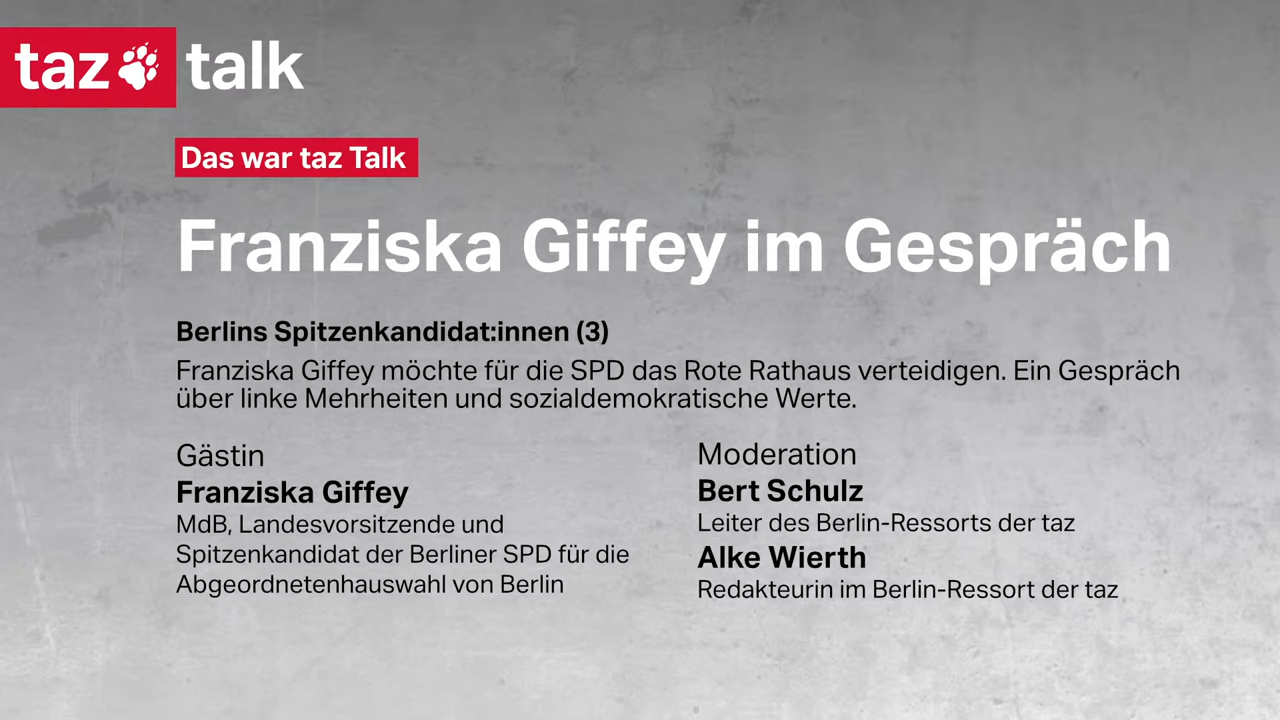 taz talk
Das war taz Talk
Franziska Giffey im Gespräch
Berlins Spitzenkandidat:innen (3)
Franziska Giffey möchte für die SPD das Rote Rathaus verteidigen. Ein Gespräch
über linke Mehrheiten und sozialdemokratische Werte.
Gästin
Franziska Giffey
MdB, Landesvorsitzende und
Spitzenkandidat der Berliner SPD für die
Abgeordnetenhauswahl von Berlin
Moderation
Bert Schulz
Leiter des Berlin-Ressorts der taz
Alke Wierth
Redakteurin im Berlin-Ressort der taz